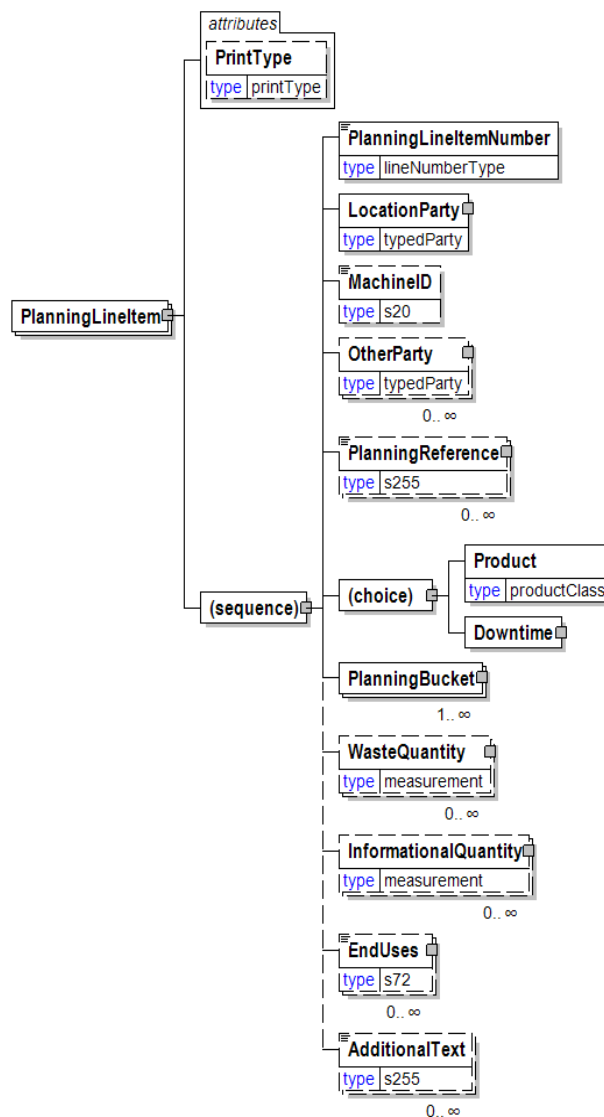 attributes
PrintType
type printType
PlanningLineItemNumber
type lineNumberType
LocationParty
type typedParty
MachineID
type s20
PlanningLineItem
OtherParty
type typedParty
0.. ∞
PlanningReference
type s255
0.. ∞
Product
type productClass
(sequence)
(choice)
Downtime
PlanningBucket
1.. ∞
WasteQuantity
type measurement
0.. ∞
InformationalQuantity
type measurement
0.. ∞
EndUses
type s72
0.. ∞
AdditionalText
type s255
0.. ∞